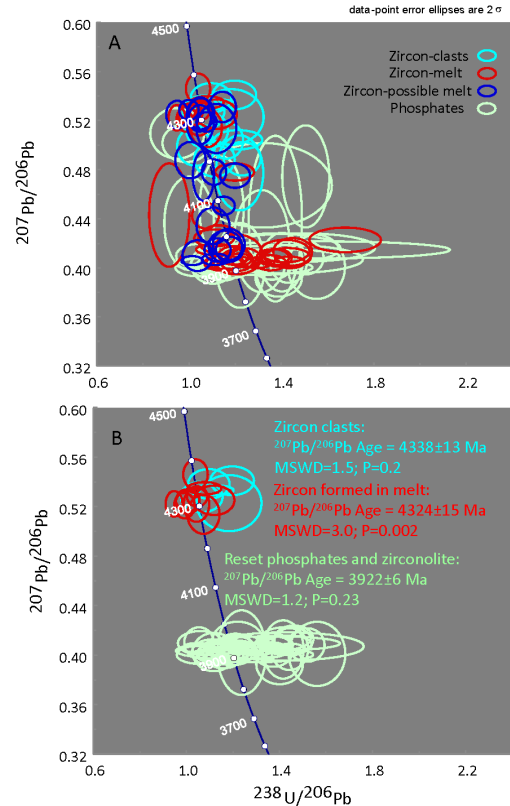 data-point error ellipses are 2 σ
A
Zircon-clasts
Zircon-melt
Zircon-possible melt
Phosphates
4500
4300
4100
3700
0.60
0.56
0.52
0.48
0.44
0.40
0.36
0.32
207Pb/206Pb
0.6
1.0
1.4
1.8
2.2
B
Zircon clasts:
207Pb/206Pb Age = 4338±13 Ma
MSWD=1.5; P=0.2
Zircon formed in melt:
207Pb/206Pb Age = 4324±15 Ma
MSWD=3.0; P=0.002
Reset phosphates and zirconolite:
207Pb/206Pb Age = 3922±6 Ma
MSWD=1.2; P=0.23
4500
4300
4100
3900
3700
0.60
0.56
0.52
0.48
0.44
0.40
0.36
0.32
207Pb/206Pb
0.6
1.0
1.4
1.8
2.2
238U/206Pb